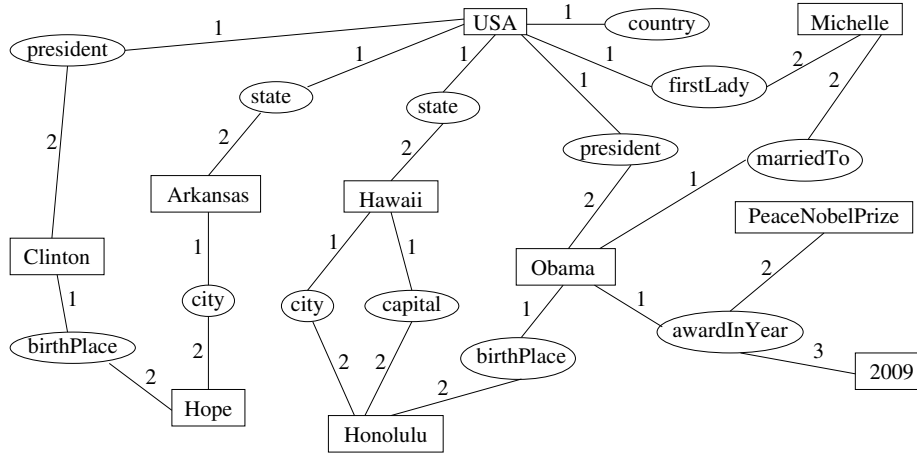 USA
1
country
Michelle
president
1
1
1
1
1
2
firstLady
2
state
state
2
president
2
2
marriedTo
1
Arkansas
Hawaii
2
PeaceNobelPrize
Clinton
1
1
1
Obama
2
1
city
city
capital
1
1
awardInYear
birthPlace
2
2
2
birthPlace
3
2
2
2009
Hope
Honolulu